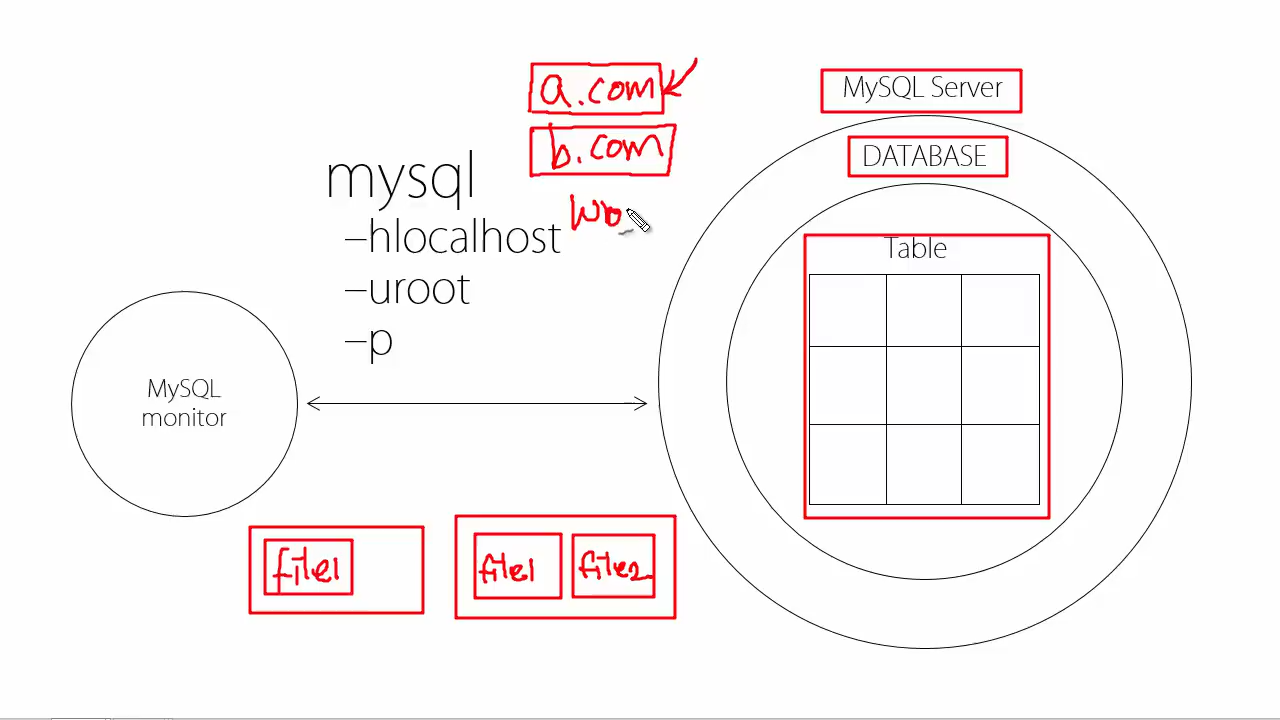 a.com
b.com
mysql
–hlocalhost
–uroot
–p
MySQL
monitor
MySQL Server
DATABASE
Table
file1
file1
file2